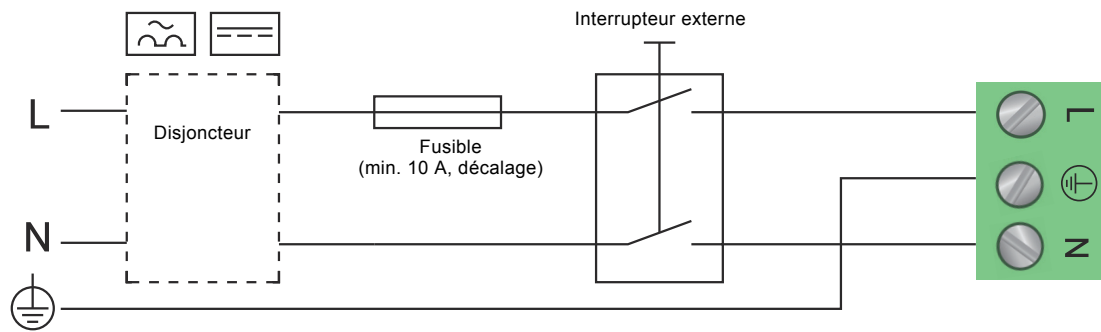 Interrupteur externe
L
Disjoncteur
Fusible
(min. 10 A, décalage)
N
L
N